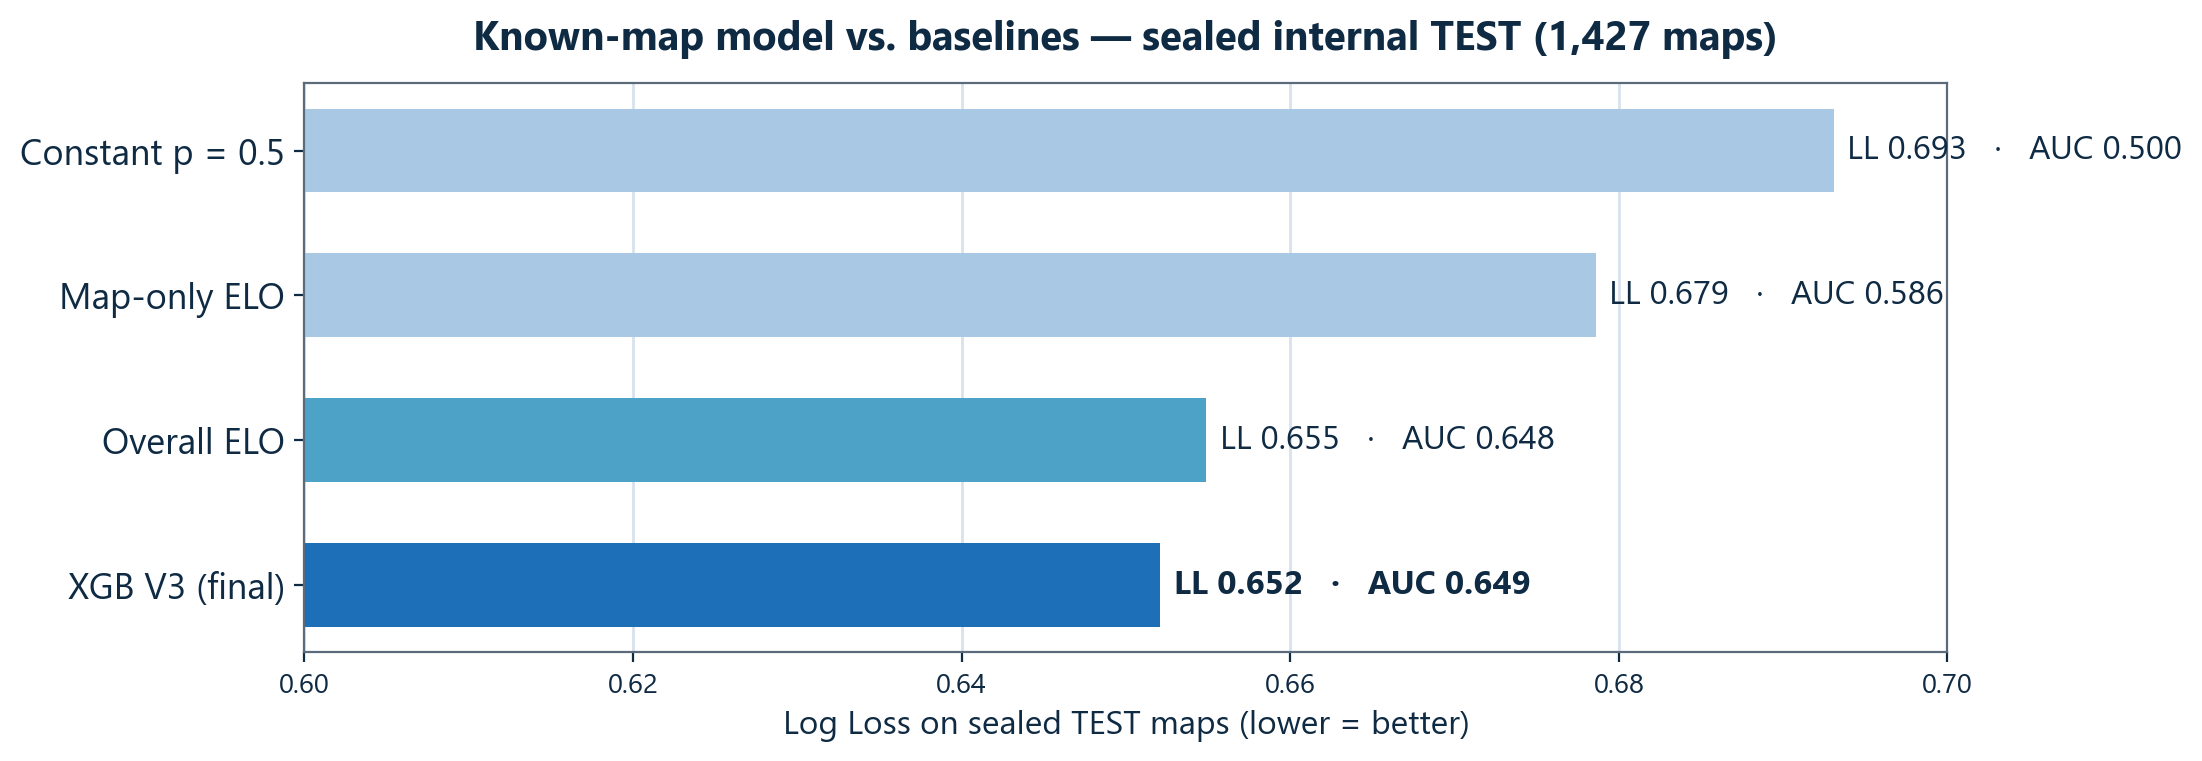 Known-map model vs. baselines — sealed internal TEST (1,427 maps)
Constant p = 0.5
LL 0.693 · AUC 0.500
Map-only ELO
LL 0.679 · AUC 0.586
Overall ELO
LL 0.655 · AUC 0.648
XGB V3 (final)
LL 0.652 · AUC 0.649
0.60 0.62 0.64 0.66 0.68 0.70
Log Loss on sealed TEST maps (lower = better)